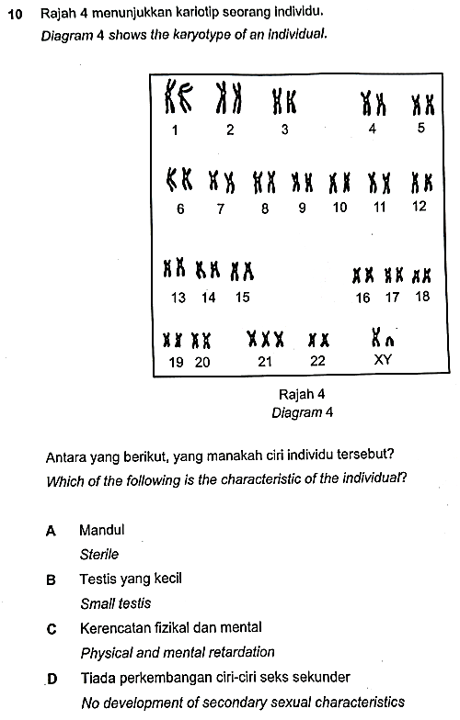 10 Rajah 4 menunjukkan kariotip seorang individu.
Diagram 4 shows the karyotype of an individual.
1 2 3 4 5
6 7 8 9 10 11 12
13 14 15 16 17 18
19 20 21 22 XY
Rajah 4
Diagram 4
Antara yang berikut, yang manakah ciri individu tersebut?
Which of the following is the characteristic of the individual?
A Mandul
Sterile
B Testis yang kecil
Small testis
C Kerencatan fizikal dan mental
Physical and mental retardation
D Tiada perkembangan ciri-ciri seks sekunder
No development of secondary sexual characteristics